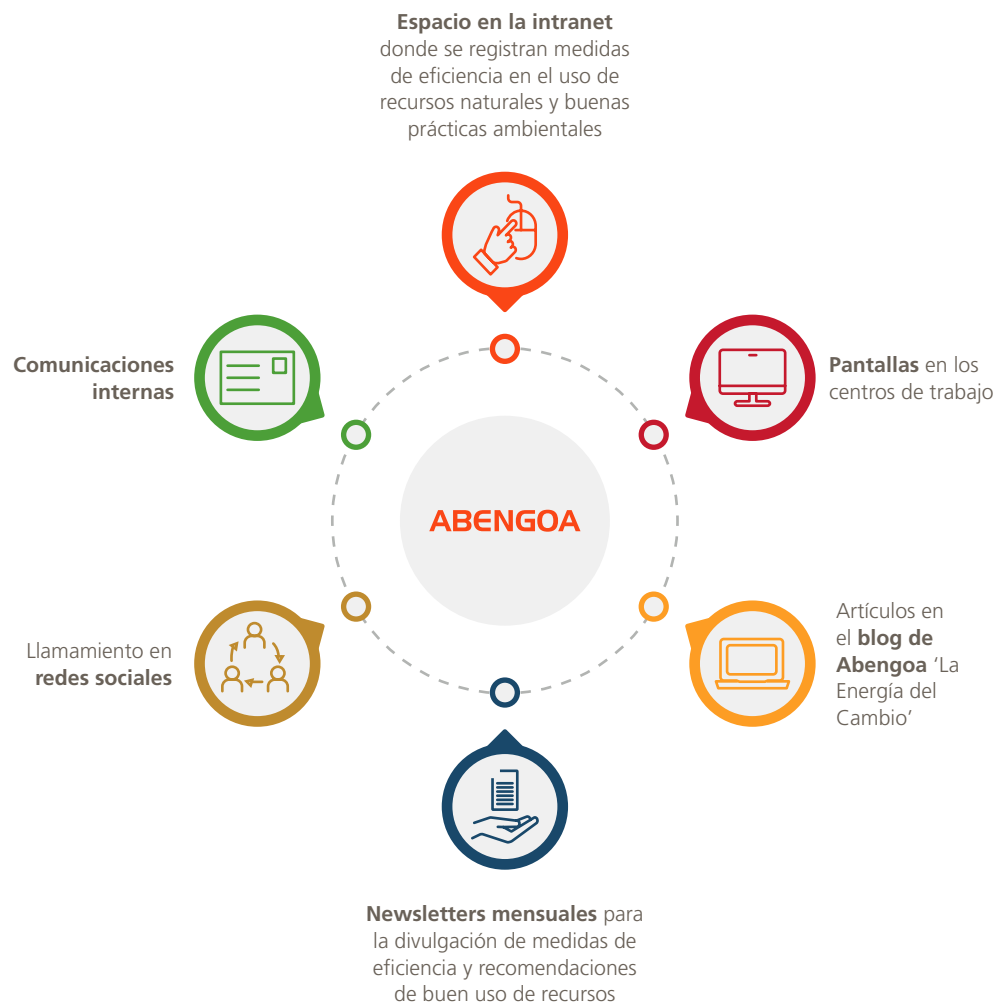 Espacio en la intranet
donde se registran medidas
de eficiencia en el uso de
recursos naturales y buenas
prácticas ambientales
Comunicaciones
internas
Pantallas en los
centros de trabajo
ABENGOA
Llamamiento en
redes sociales
Artículos en
el blog de
Abengoa ‘La
Energía del
Cambio’
Newsletters mensuales para
la divulgación de medidas de
eficiencia y recomendaciones
de buen uso de recursos